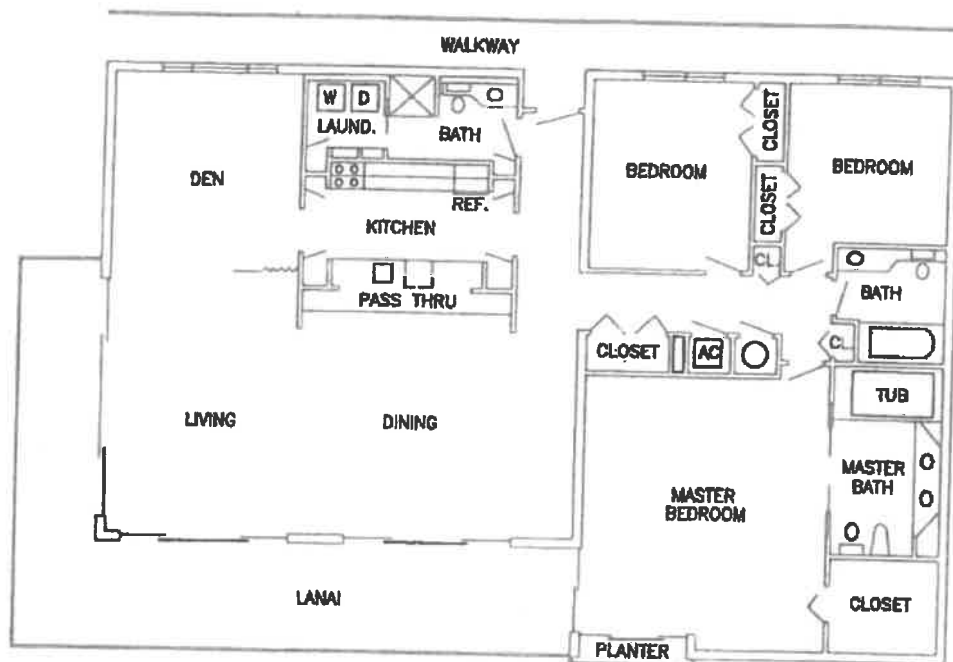 WALKWAY
W
D
LAUND.
BATH
CLOSET
DEN
BEDROOM
BEDROOM
CLOSET
REF.
KITCHEN
CL.
PASS THRU
BATH
CLOSET
AC
CL.
TUB
LIVING
DINING
MASTER
BATH
MASTER
BEDROOM
LANAI
CLOSET
PLANTER